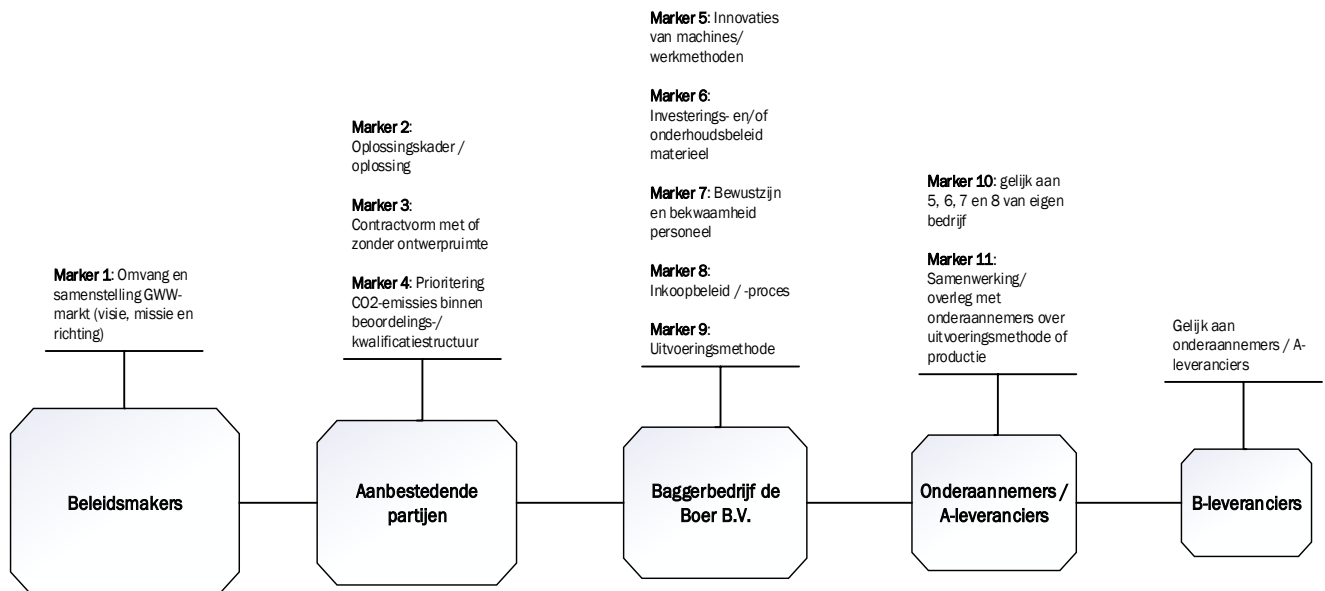 Marker 1: Omvang en
samenstelling GWW-
markt (visie, missie en
richting)
Beleidsmakers
Marker 2:
Oplossingskader /
oplossing
Marker 3:
Contractvorm met of
zonder ontwerpruimte
Marker 4: Prioritering
CO2-emissies binnen
beoordelings-/
kwalificatiestructuur
Aanbestedende
partijen
Marker 5: Innovaties
van machines/
werkmethoden
Marker 6:
Investerings- en/of
onderhoudsbeleid
materieel
Marker 7: Bewustzijn
en bekwaamheid
personeel
Marker 8:
Inkoopbeleid / -proces
Marker 9:
Uitvoeringsmethode
Baggerbedrijf de
Boer B.V.
Marker 10: gelijk aan
5, 6, 7 en 8 van eigen
bedrijf
Marker 11:
Samenwerking/
overleg met
onderaannemers over
uitvoeringsmethode of
productie
Onderaannemers /
A-leveranciers
Gelijk aan
onderaannemers / A-
leveranciers
B-leveranciers